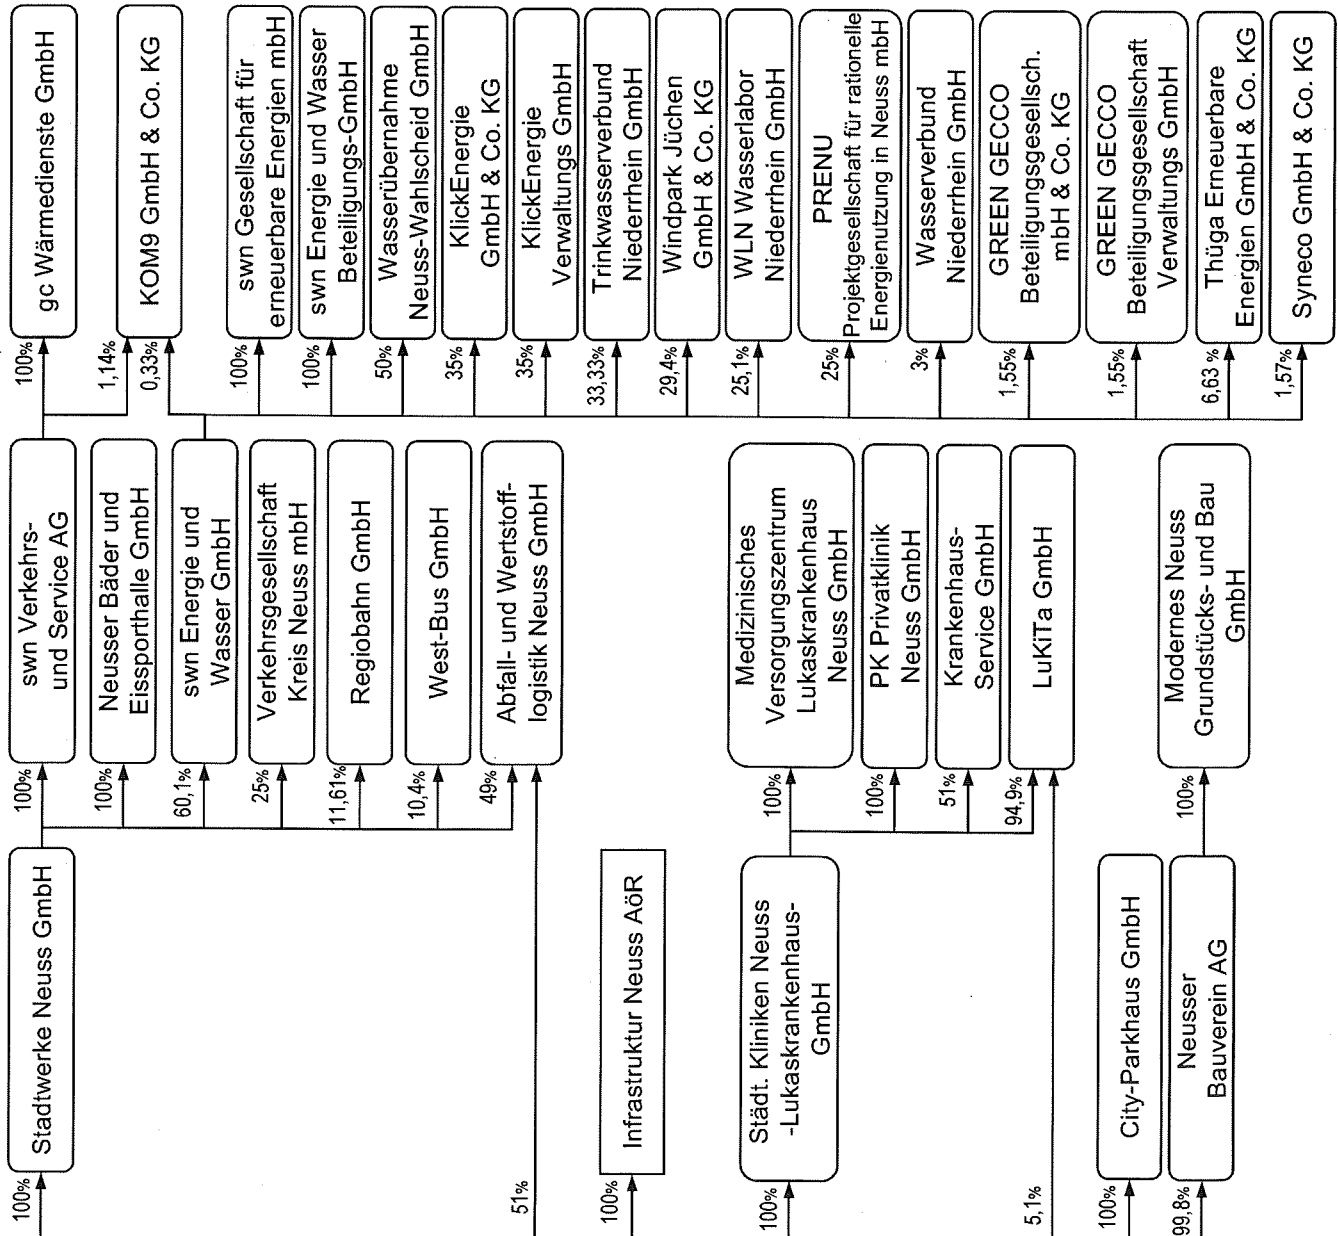 100%
Stadtwerke Neuss GmbH
100%
swn Verkehrs-
und Service AG
100%
gc Wärmedienste GmbH
1,14%
KOM9 GmbH & Co. KG
0,33%
100%
Neusser Bäder und
Eissporthalle GmbH
60,1%
swn Energie und
Wasser GmbH
100%
swn Gesellschaft für
erneuerbare Energien mbH
100%
swn Energie und Wasser
Beteiligungs-GmbH
50%
Wasserübernahme
Neuss-Wahlscheid GmbH
35%
KlickEnergie
GmbH & Co. KG
35%
KlickEnergie
Verwaltungs GmbH
33,33%
Trinkwasserverbund
Niederrhein GmbH
29,4%
Windpark Jüchen
GmbH & Co. KG
25,1%
WLN Wasserlabor
Niederrhein GmbH
25%
PRENU
Projektgesellschaft für rationelle
Energienutzung in Neuss mbH
3%
Wasserverbund
Niederrhein GmbH
1,55%
GREEN GECCO
Beteiligungsgesellsch.
mbH & Co. KG
1,55%
GREEN GECCO
Beteiligungsgesellschaft
Verwaltungs GmbH
6,63 %
Thüga Erneuerbare
Energien GmbH & Co. KG
1,57%
Syneco GmbH & Co. KG
25%
Verkehrsgesellschaft
Kreis Neuss mbH
11,61%
Regiobahn GmbH
10,4%
West-Bus GmbH
49%
Abfall- und Wertstoff-
logistik Neuss GmbH
51%
100%
Infrastruktur Neuss AöR
100%
Städt. Kliniken Neuss
-Lukaskrankenhaus-
GmbH
100%
Medizinisches
Versorgungszentrum
Lukaskrankenhaus
Neuss GmbH
100%
PK Privatklinik
Neuss GmbH
51%
Krankenhaus-
Service GmbH
94,9%
LuKiTa GmbH
5,1%
100%
City-Parkhaus GmbH
99,8%
Neusser
Bauverein AG
100%
Modernes Neuss
Grundstücks- und Bau
GmbH